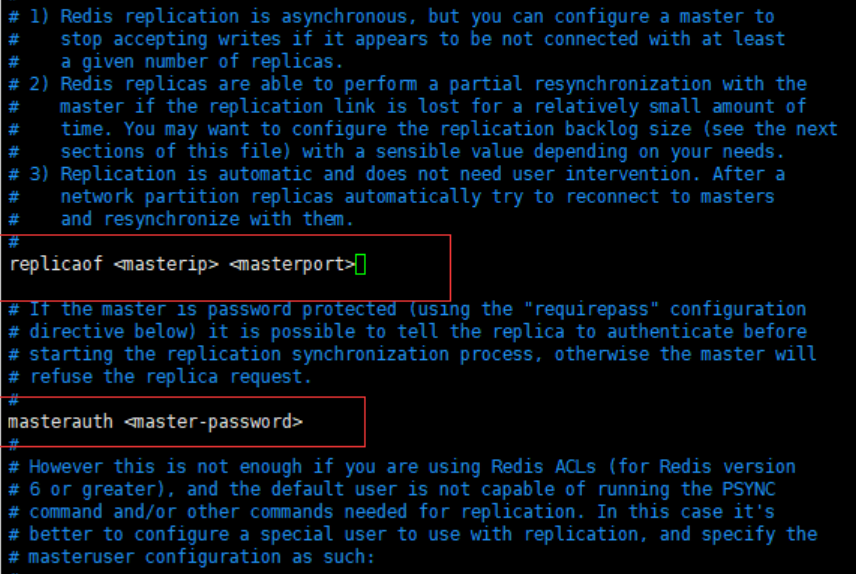 # 1) Redis replication is asynchronous, but you can configure a master to
#    stop accepting writes if it appears to be not connected with at least
#    a given number of replicas.
# 2) Redis replicas are able to perform a partial resynchronization with the
#    master if the replication link is lost for a relatively small amount of
#    time. You may want to configure the replication backlog size (see the next
#    sections of this file) with a sensible value depending on your needs.
# 3) Replication is automatic and does not need user intervention. After a
#    network partition replicas automatically try to reconnect to masters
#    and resynchronize with them.
#
replicaof <masterip> <masterport>
# If the master is password protected (using the "requirepass" configuration
# directive below) it is possible to tell the replica to authenticate before
# starting the replication synchronization process, otherwise the master will
# refuse the replica request.
#
masterauth <master-password>
#
# However this is not enough if you are using Redis ACLs (for Redis version
# 6 or greater), and the default user is not capable of running the PSYNC
# command and/or other commands needed for replication. In this case it's
# better to configure a special user to use with replication, and specify the
# masteruser configuration as such: